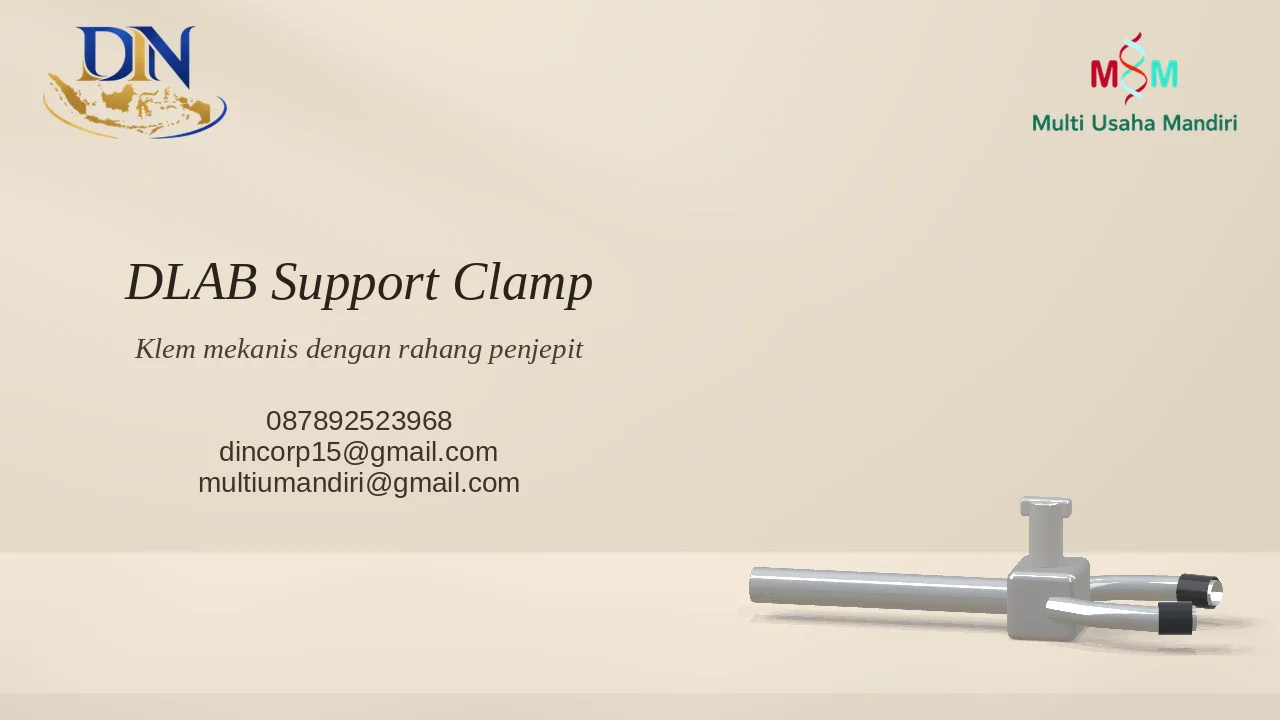 DIN
MSM
Multi Usaha Mandiri
DLAB Support Clamp
Klem mekanis dengan rahang penjepit
087892523968
dincorp15@gmail.com
multiumandiri@gmail.com